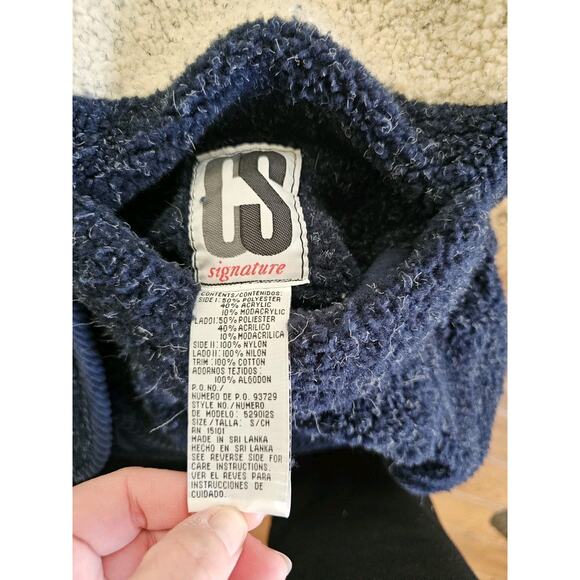 CS
signature
CONTENTS/CONTENIDOS:
SIDE I: 50% POLYESTER
40% ACRYLIC
10% MODACRYLIC
LADO I: 50% POLIESTER
40% ACRILICO
10% MODACRILICA
SIDE II: 100% NYLON
LADO II: 100% NILON
TRIM : 100% COTTON
ADORNOS TEJIDOS:
100% ALGODON
P.O. NO./
NUMERO DE P.O. 93729
STYLE NO./ NUMERO
DE MODELO: 529012S
SIZE/TALLA: S/CH
RN 15101
MADE IN SRI LANKA
HECHO EN SRI LANKA
SEE REVERSE SIDE FOR
CARE INSTRUCTIONS.
VER EL REVES PARA
INSTRUCCIONES DE
CUIDADO.